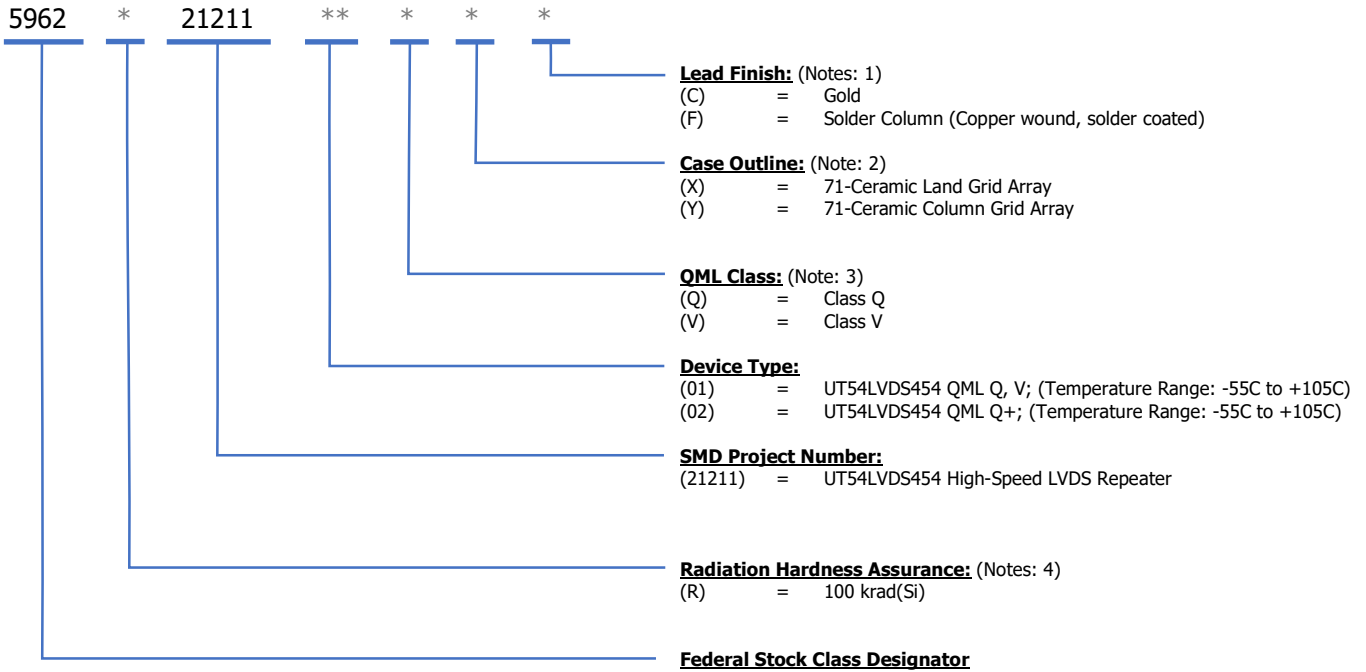 5962 * 21211 ** * * *
Lead Finish: (Notes: 1)
(C) = Gold
(F) = Solder Column (Copper wound, solder coated)
Case Outline: (Note: 2)
(X) = 71-Ceramic Land Grid Array
(Y) = 71-Ceramic Column Grid Array
QML Class: (Note: 3)
(Q) = Class Q
(V) = Class V
Device Type:
(01) = UT54LVDS454 QML Q, V; (Temperature Range: -55C to +105C)
(02) = UT54LVDS454 QML Q+; (Temperature Range: -55C to +105C)
SMD Project Number:
(21211) = UT54LVDS454 High-Speed LVDS Repeater
Radiation Hardness Assurance: (Notes: 4)
(R) = 100 krad(Si)
Federal Stock Class Designator